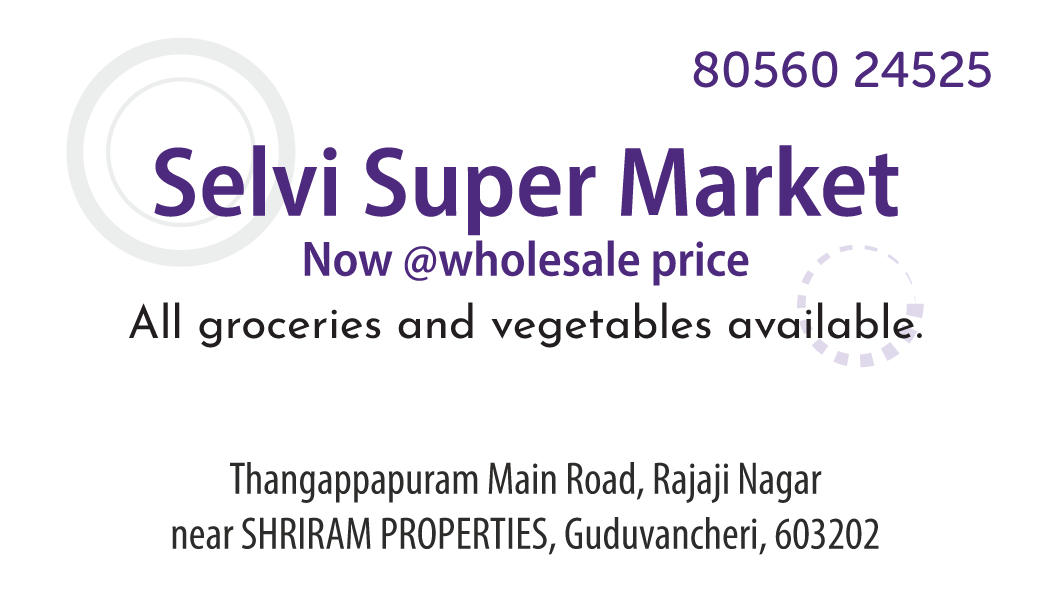 80560 24525
Selvi Super Market
Now @wholesale price
All groceries and vegetables available.
Thangappapuram Main Road, Rajaji Nagar
near SHRIRAM PROPERTIES, Guduvancheri, 603202